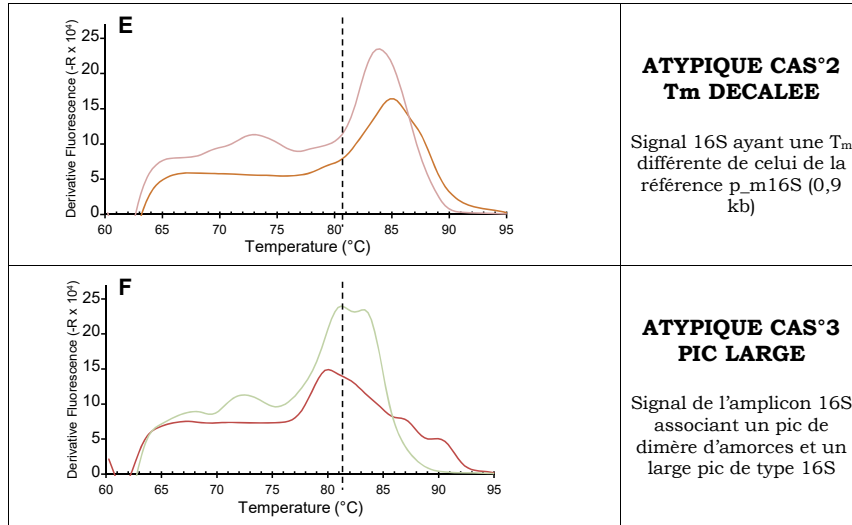 E
Derivative Fluorescence (-R x 10⁴)
25
20
15
10
5
0
60 65 70 75 80 85 90 95
Temperature (°C)
ATYPIQUE CAS°2
Tm DECALEE
Signal 16S ayant une Tm
différente de celui de la
référence p_m16S (0,9
kb)
F
Derivative Fluorescence (-R x 10⁴)
25
20
15
10
5
0
60 65 70 75 80 85 90 95
Temperature (°C)
ATYPIQUE CAS°3
PIC LARGE
Signal de l’amplicon 16S
associant un pic de
dimère d’amorces et un
large pic de type 16S